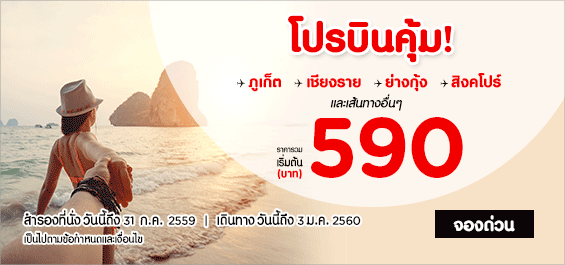 โปรบินคุ้ม!
ภูเก็ต เชียงราย ย่างกุ้ง สิงคโปร์
และเส้นทางอื่นๆ
ราคารวม
เริ่มต้น
(บาท)
590
สำรองที่นั่ง วันนี้ถึง 31 ก.ค. 2559 | เดินทาง วันนี้ถึง 3 ม.ค. 2560
เป็นไปตามข้อกำหนดและเงื่อนไข
จองด่วน